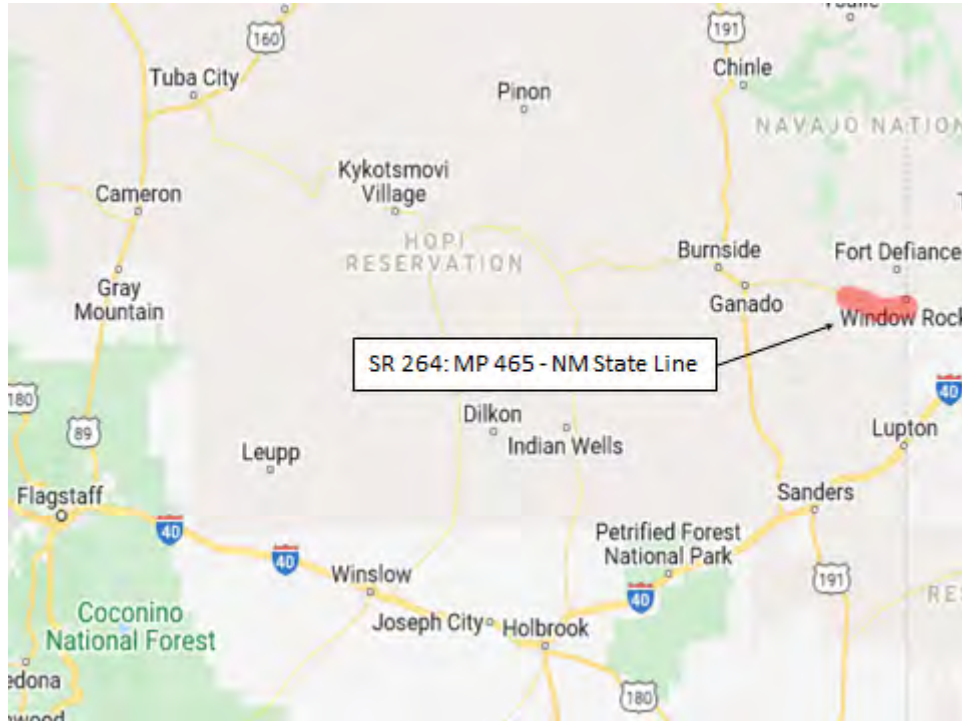 191
160
Tuba City
Chinle
Pinon
NAVAJO NATION
Kykotsmovi
Village
Cameron
HOPI
RESERVATION
Burnside
Fort Defiance
Gray
Mountain
Ganado
Window Rock
SR 264: MP 465 - NM State Line
40
180
89
Dilkon
Indian Wells
Lupton
Leupp
Flagstaff
Sanders
40
Petrified Forest
National Park
40
Winslow
191
40
Coconino
National Forest
Joseph City
Holbrook
180